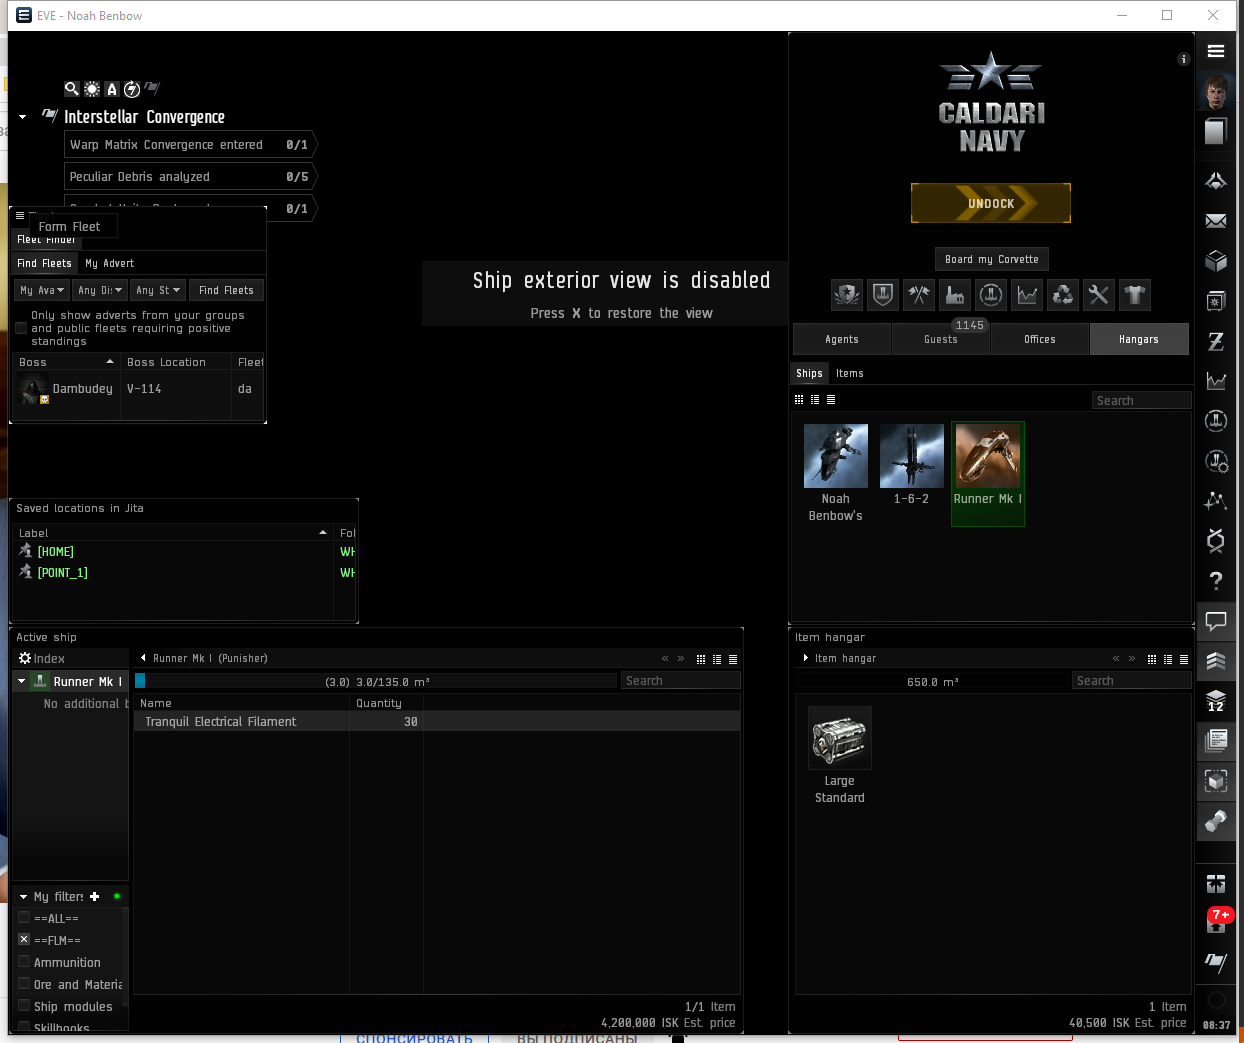 EVE - Noah Benbow
Interstellar Convergence
Warp Matrix Convergence entered 0/1
Peculiar Debris analyzed 0/5
0/1
Form Fleet
Fleet Finder
Find Fleets My Advert
My Ava Any Di: Any St Find Fleets
Only show adverts from your groups
and public fleets requiring positive
standings
Boss Boss Location Fleet
Dambudey V-114 da
Ship exterior view is disabled
Press X to restore the view
CALDARI
NAVY
UNDOCK
Board my Corvette
1145
Agents Guests Offices Hangars
Ships Items
Search
Noah
Benbow's
1-6-2
Runner Mk I
Saved locations in Jita
Label Fol
[HOME] WH
[POINT_1] WH
Active ship
Index
Runner Mk I (Punisher)
Runner Mk I
No additional b
(3.0) 3.0/135.0 m³
Search
Name Quantity
Tranquil Electrical Filament 30
My filters
==ALL==
==FLM==
Ammunition
Ore and Materia
Ship modules
Skillbooks
1/1 Item
4,200,000 ISK Est. price
Item hangar
Item hangar
650.0 m³
Search
Large
Standard
1 Item
40,500 ISK Est. price
12
7+
08:37
СПОНСИРОВАТЬ
ВЫ ПОДПИСАНЫ